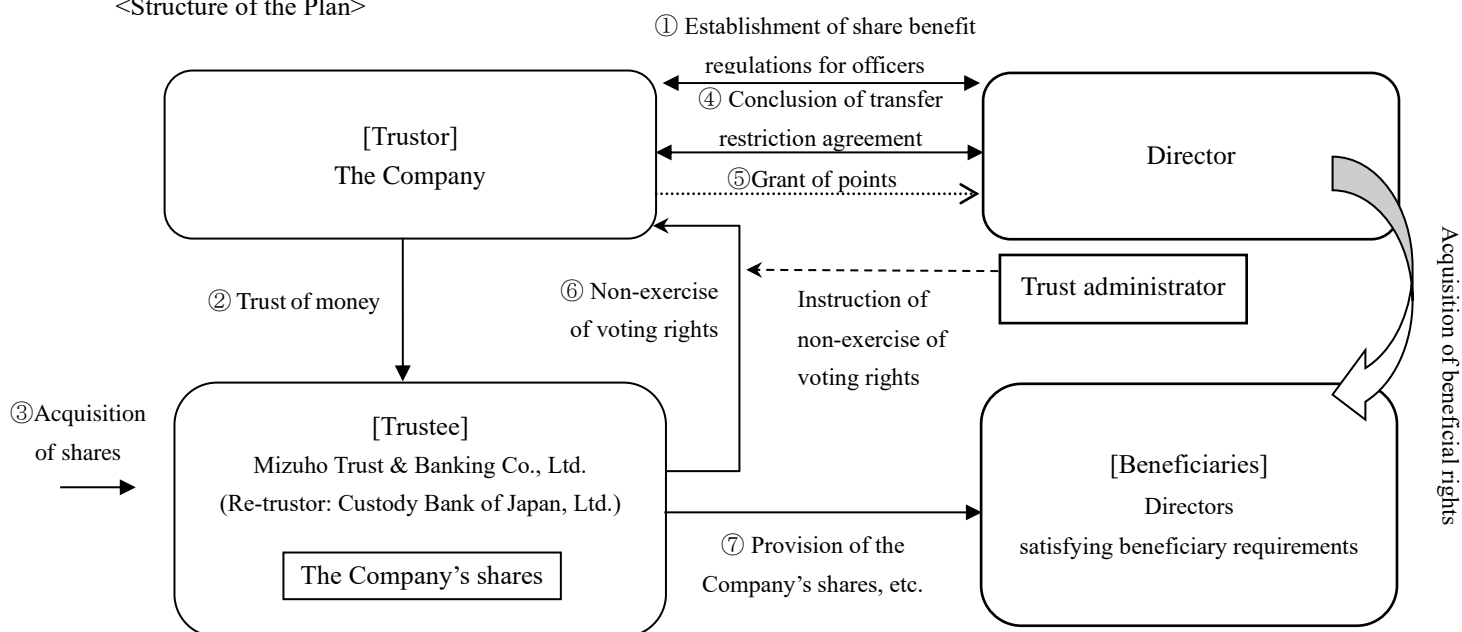 <Structure of the Plan>
① Establishment of share benefit
regulations for officers
④ Conclusion of transfer
restriction agreement
⑤Grant of points
[Trustor]
The Company
Director
② Trust of money
⑥ Non-exercise
of voting rights
Instruction of
non-exercise of
voting rights
Trust administrator
Acquisition of beneficial rights
③Acquisition
of shares
[Trustee]
Mizuho Trust & Banking Co., Ltd.
(Re-trustor: Custody Bank of Japan, Ltd.)
The Company’s shares
⑦ Provision of the
Company’s shares, etc.
[Beneficiaries]
Directors
satisfying beneficiary requirements